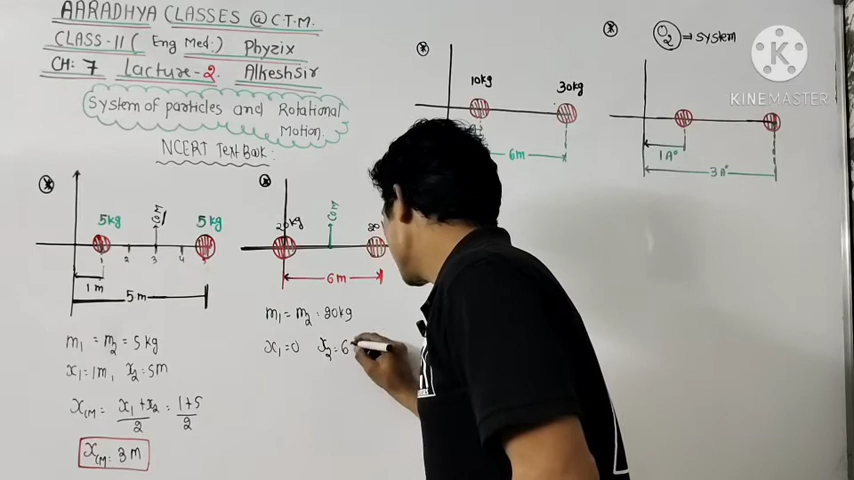 AARADHYA CLASSES @ C.T.M.
CLASS-11 ( Eng Med:) Phyzix
CH: 7 Lacture-2 AlkeshSir
System of particles and Rotational
Motion.
NCERT Text Book:
5kg 5kg
COM
1 2 3 4 5
1 m
5 m
m₁ = m₂ = 5 kg
x₁ = 1m, x₂ = 5m
xCM = x₁ + x₂ / 2 = 1+5 / 2
xCM = 3 M
kg
COM
6 m
m₁ = m₂ = 20kg
x₁ = 0 x₂ = 6
10kg 30kg
6m
O₂ ⇒ system
1 A°
3 A°
K
KINEMASTER